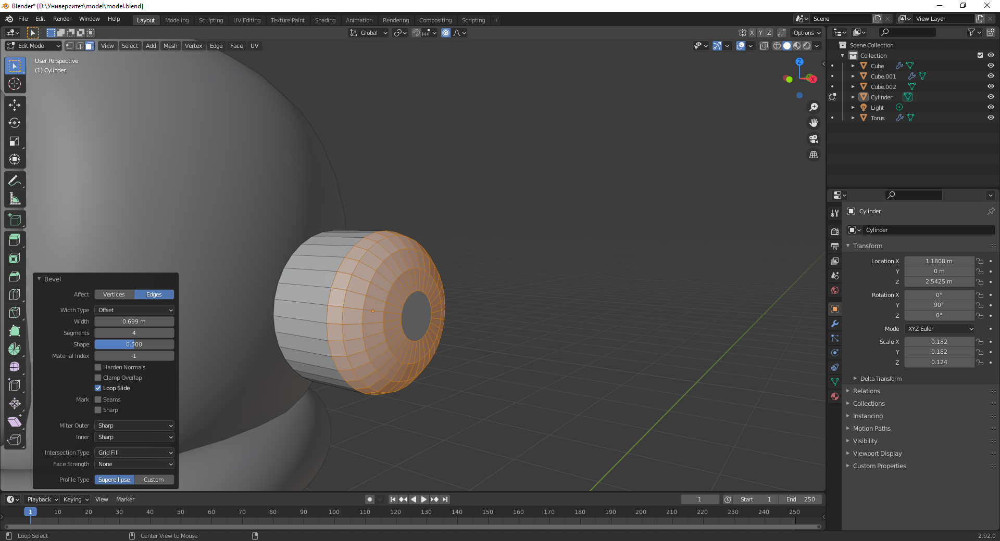 Blender* [D:\Университет\model\model.blend]
File Edit Render Window Help Layout Modeling Sculpting UV Editing Texture Paint Shading Animation Rendering Compositing Scripting + Scene View Layer
Global Options
X Y Z
Edit Mode View Select Add Mesh Vertex Edge Face UV
User Perspective
(1) Cylinder
Z
X
Scene Collection
Collection
Cube
Cube.001
Cube.002
Cylinder
Light
Torus
Cylinder
Cylinder
Transform
Location X 1.1808 m
Y 0 m
Z 2.5425 m
Rotation X 0°
Y 90°
Z 0°
Mode XYZ Euler
Scale X 0.182
Y 0.182
Z 0.124
Delta Transform
Relations
Collections
Instancing
Motion Paths
Visibility
Viewport Display
Custom Properties
Bevel
Affect Vertices Edges
Width Type Offset
Width 0.699 m
Segments 4
Shape 0.500
Material Index -1
Harden Normals
Clamp Overlap
Loop Slide
Mark Seams
Sharp
Miter Outer Sharp
Inner Sharp
Intersection Type Grid Fill
Face Strength None
Profile Type Superellipse Custom
Playback Keying View Marker 1 Start 1 End 250
1 10 20 30 40 50 60 70 80 90 100 110 120 130 140 150 160 170 180 190 200 210 220 230 240 250
Loop Select Center View to Mouse 2.92.0